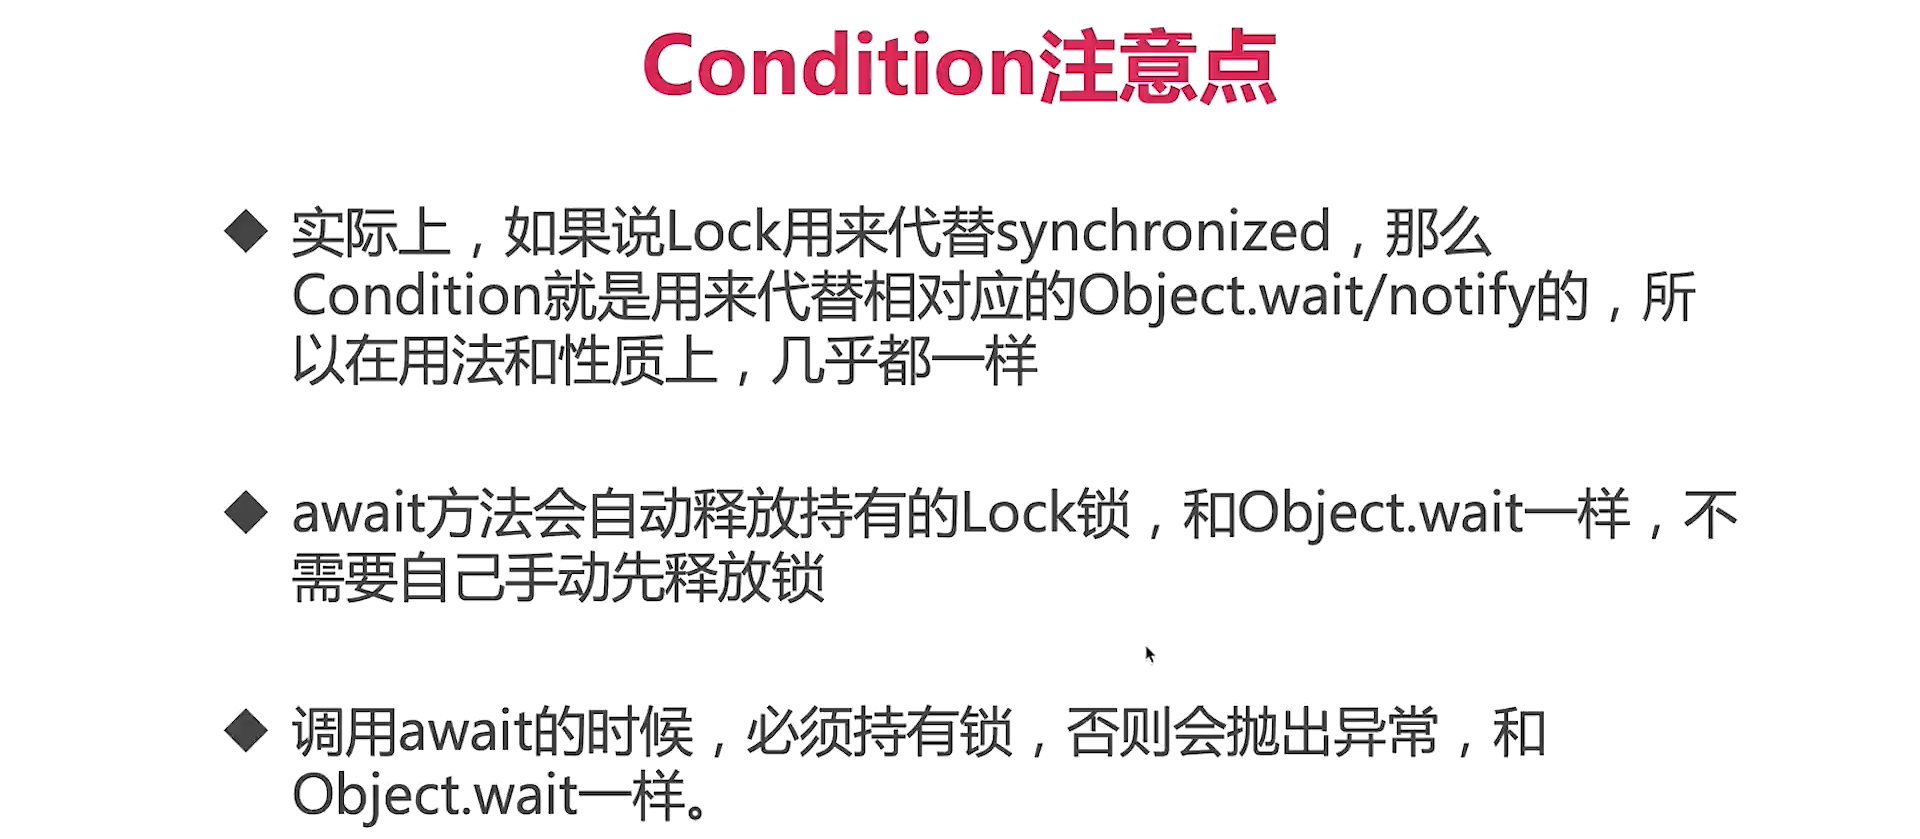 Condition注意点
◆ 实际上，如果说Lock用来代替synchronized，那么
Condition就是用来代替相对应的Object.wait/notify的，所
以在用法和性质上，几乎都一样
◆ await方法会自动释放持有的Lock锁，和Object.wait一样，不
需要自己手动先释放锁
◆ 调用await的时候，必须持有锁，否则会抛出异常，和
Object.wait一样。